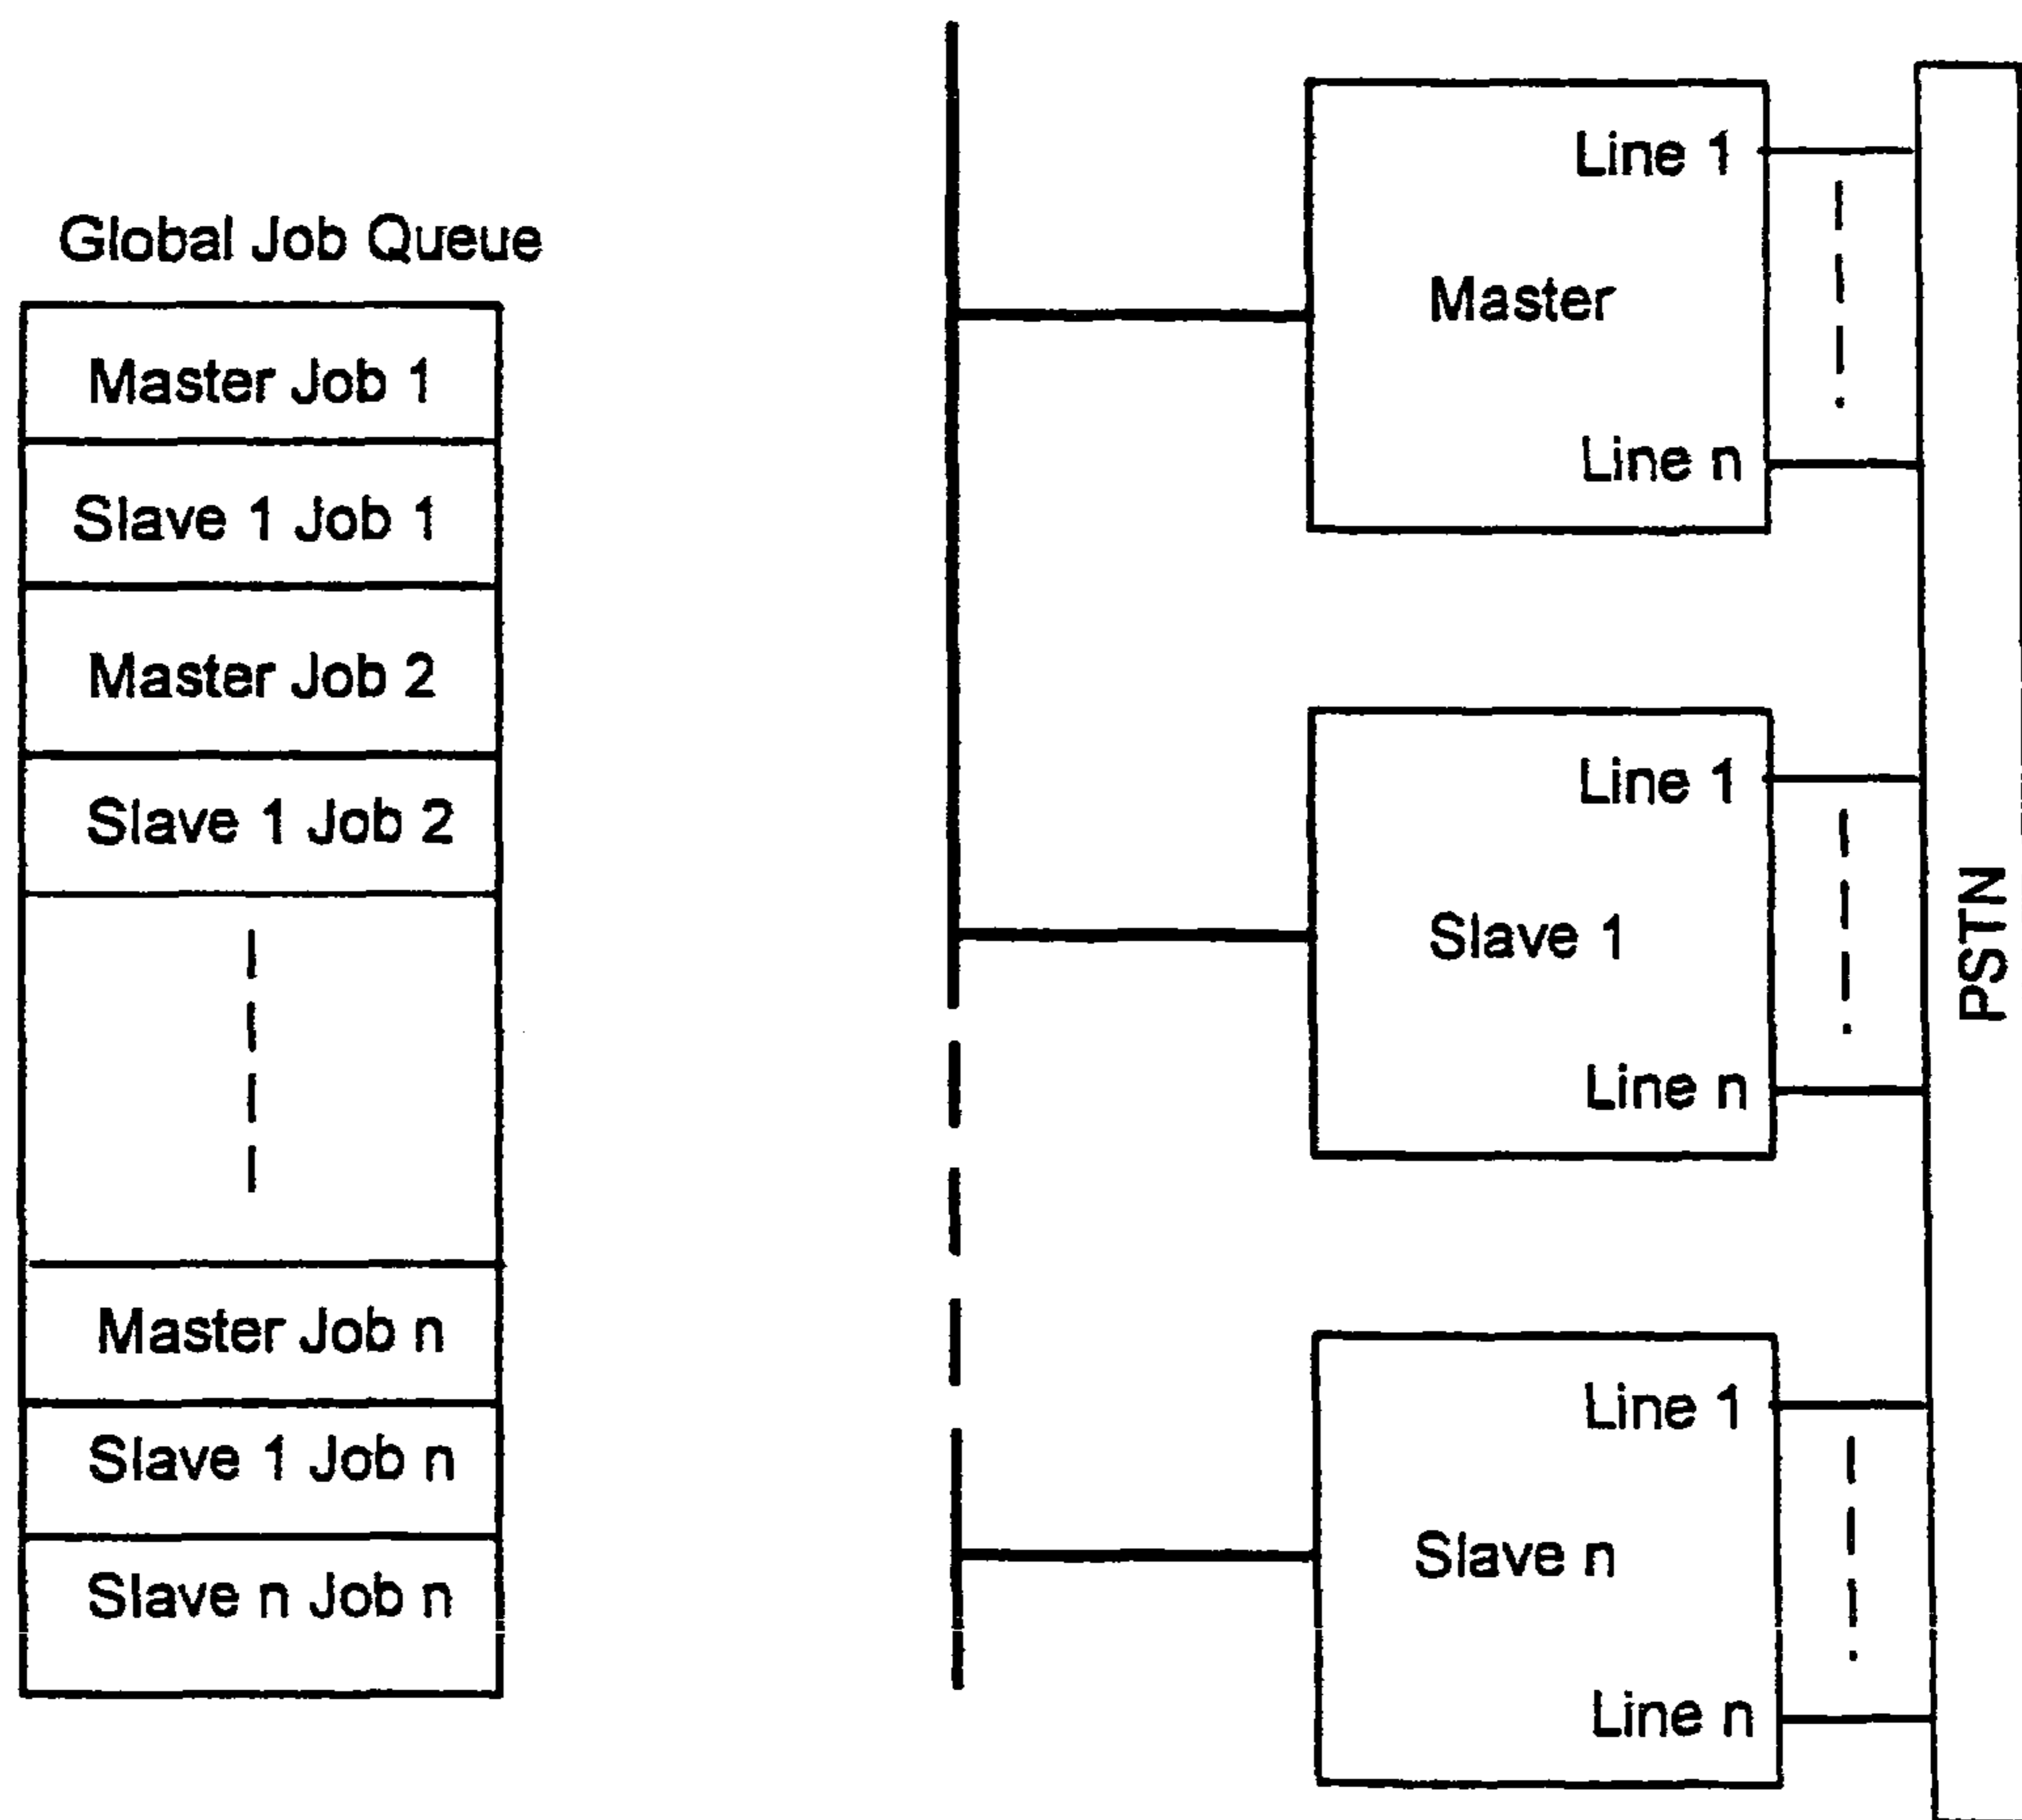 Global Job Queue
Master Job 1
Slave 1 Job 1
Master Job 2
Slave 1 Job 2
Master Job n
Slave 1 Job n
Slave n Job n
Line 1
Master
Line n
Line 1
Slave 1
Line n
Line 1
Slave n
Line n
PSTN